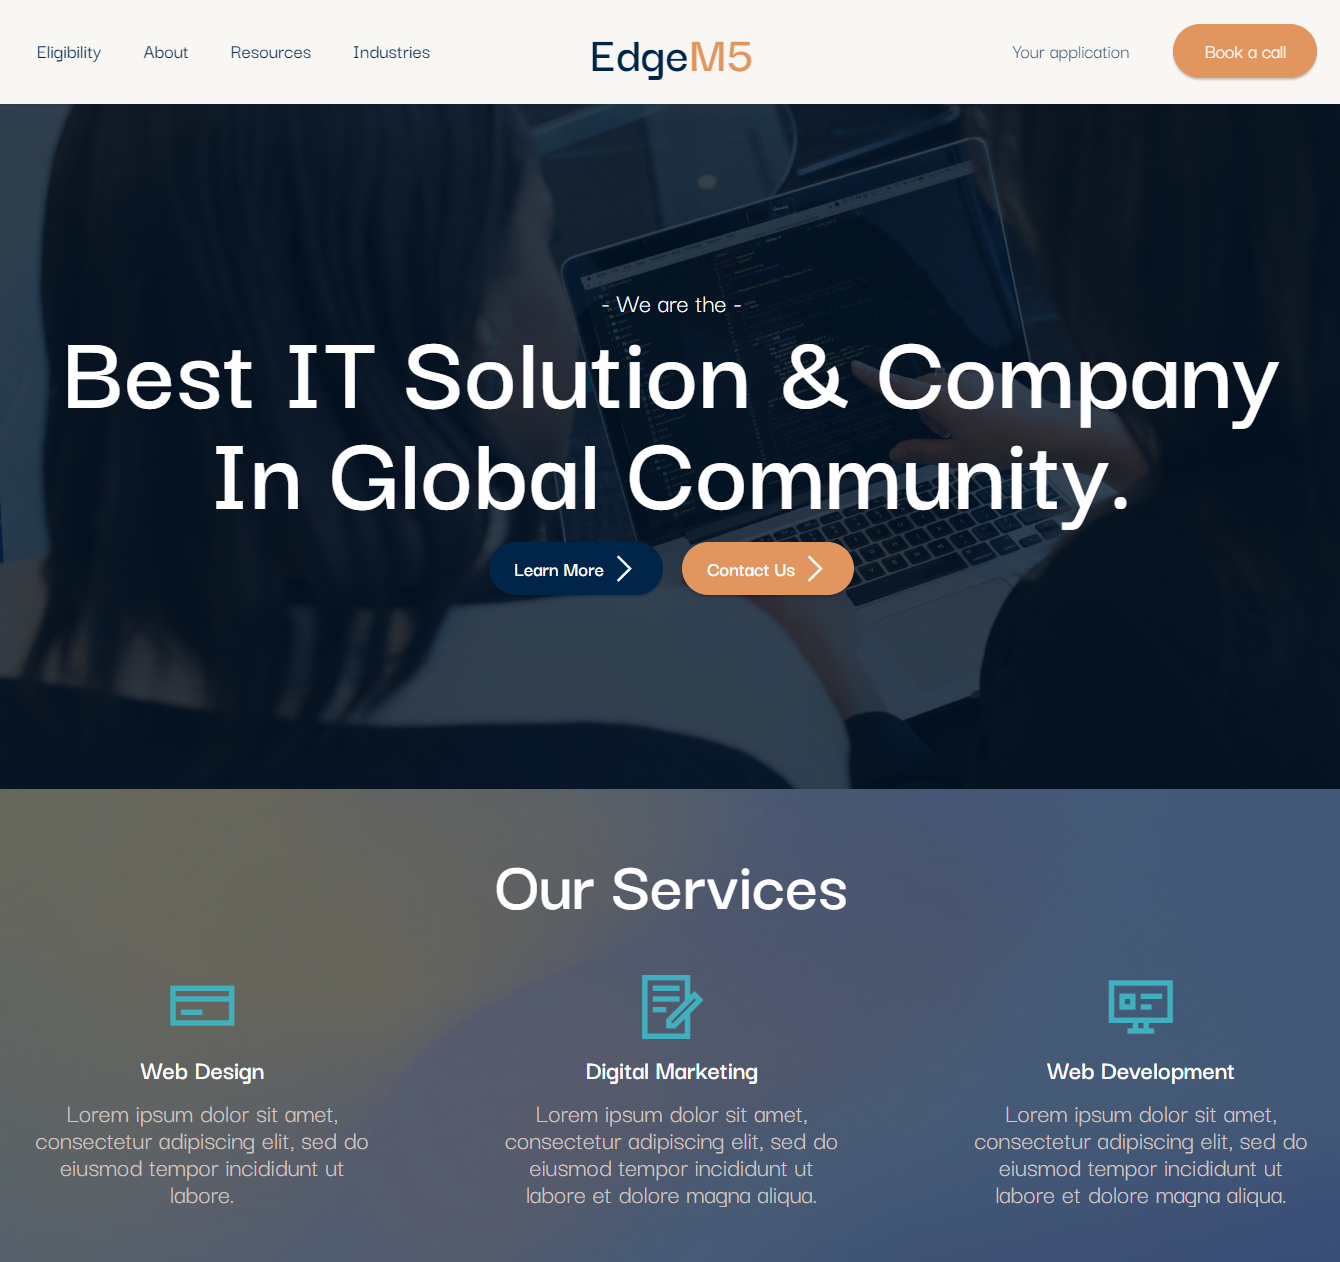 Eligibility About Resources Industries EdgeM5 Your application Book a call
- We are the -
Best IT Solution & Company
In Global Community.
Learn More Contact Us
Our Services
Web Design
Lorem ipsum dolor sit amet,
consectetur adipiscing elit, sed do
eiusmod tempor incididunt ut
labore.
Digital Marketing
Lorem ipsum dolor sit amet,
consectetur adipiscing elit, sed do
eiusmod tempor incididunt ut
labore et dolore magna aliqua.
Web Development
Lorem ipsum dolor sit amet,
consectetur adipiscing elit, sed do
eiusmod tempor incididunt ut
labore et dolore magna aliqua.